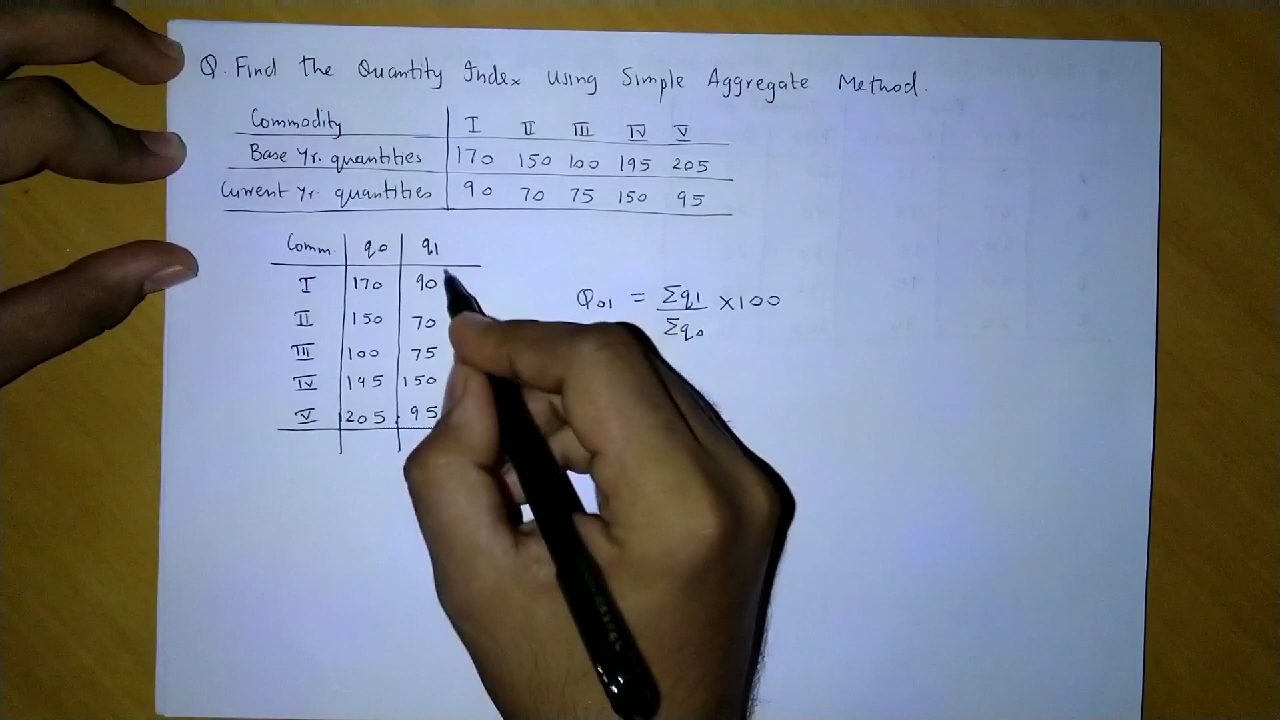 Q. Find the Quantity Index using Simple Aggregate Method.
Commodity I II III IV V
Base Yr. quantities 170 150 100 195 205
Current Yr. quantities 90 70 75 150 95
Comm. q0 q1
I 170 90
II 150 70
III 100 75
IV 195 150
V 205 95
Q01 = Σq1 / Σq0 ×100